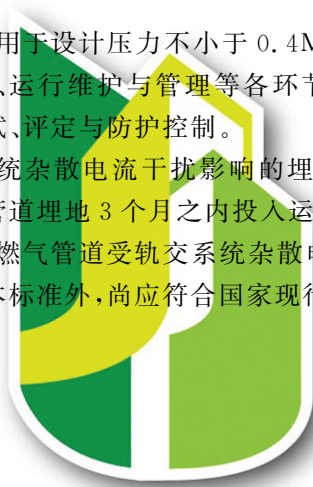 用于设计压力不小于 0.4M
、运行维护与管理等各环节
式、评定与防护控制。
统杂散电流干扰影响的埋
管道埋地 3 个月之内投入运
燃气管道受轨交系统杂散电
本标准外，尚应符合国家现行